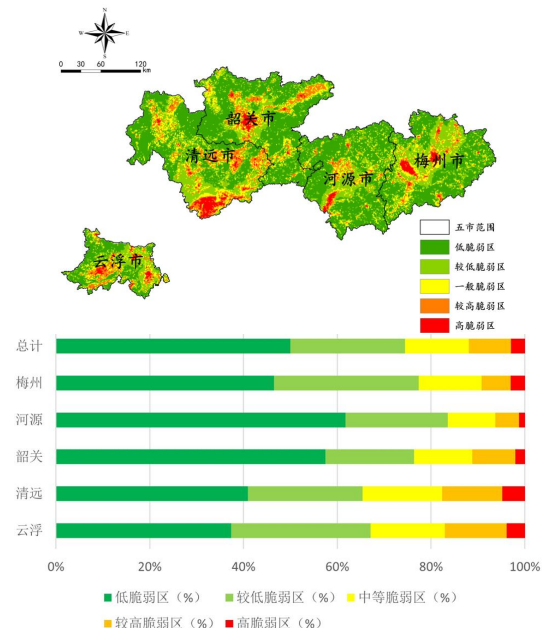 N
W E
S
0 30 60 120
km
韶关市
清远市
梅州市
河源市
云浮市
五市范围
低脆弱区
较低脆弱区
一般脆弱区
较高脆弱区
高脆弱区
总计
梅州
河源
韶关
清远
云浮
0% 20% 40% 60% 80% 100%
低脆弱区(%) 较低脆弱区(%) 中等脆弱区(%)
较高脆弱区(%) 高脆弱区(%)